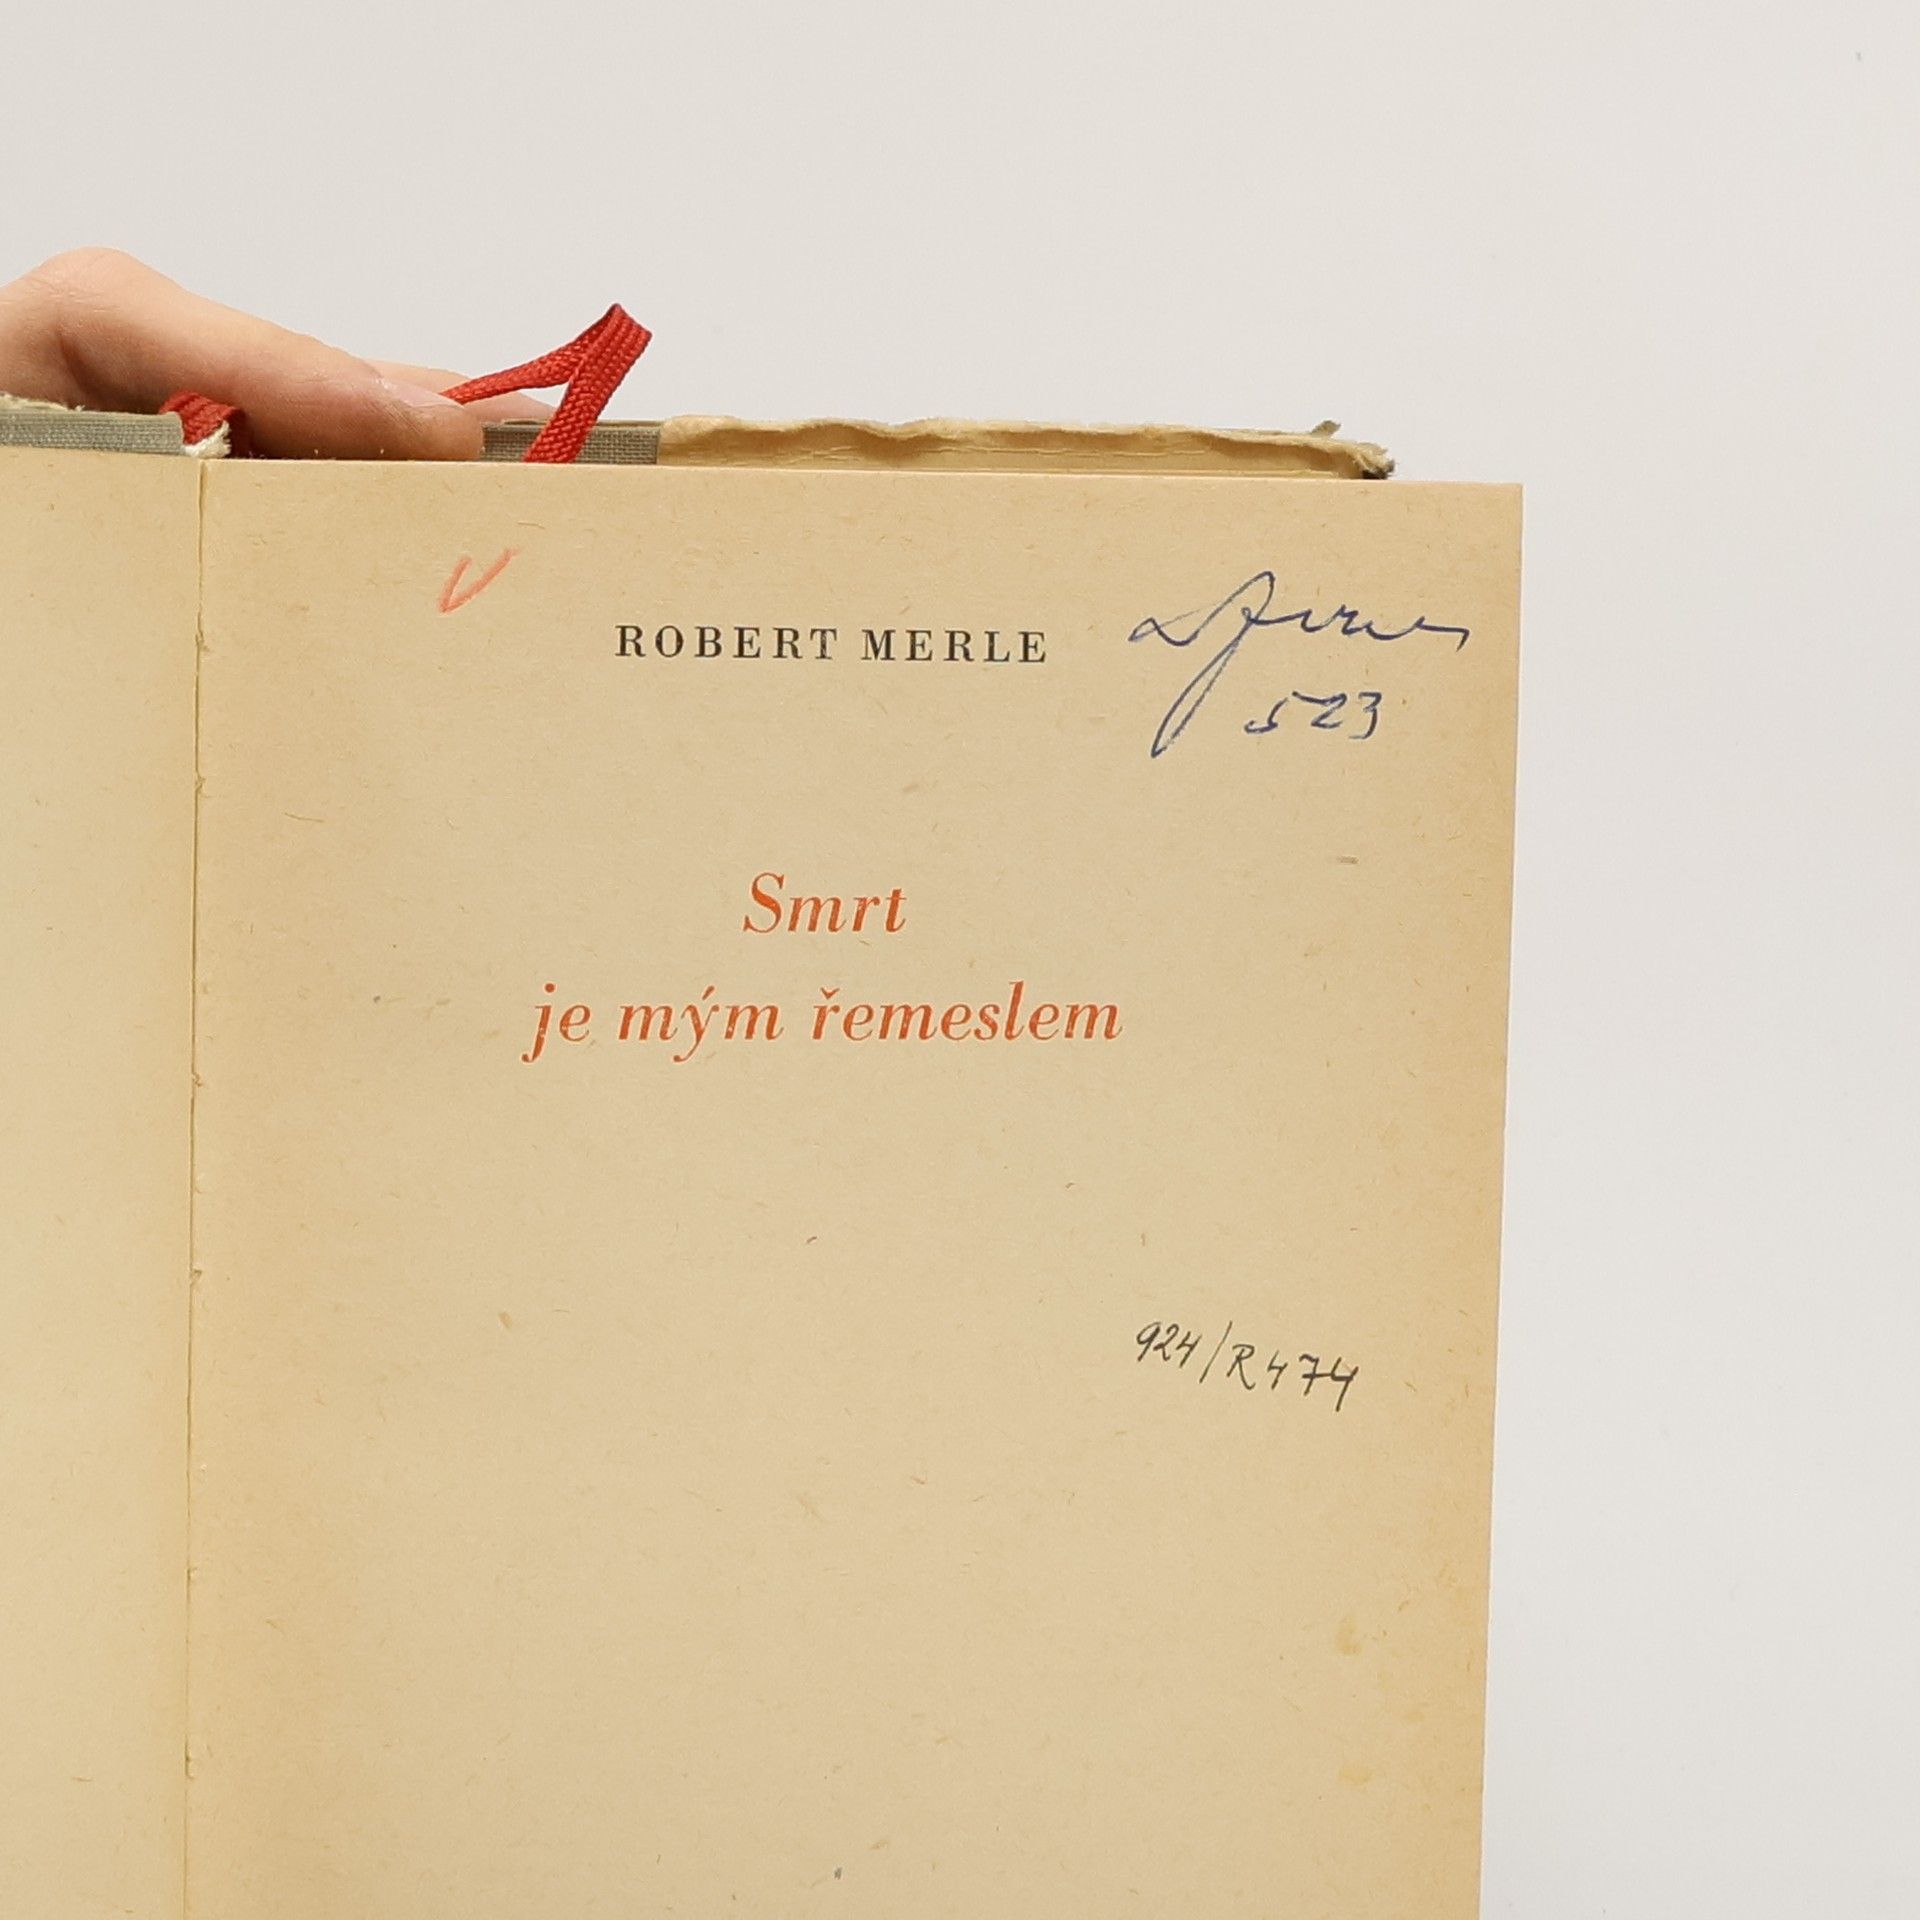 ROBERT MERLE
523
Smrt
je mým řemeslem
924/R474